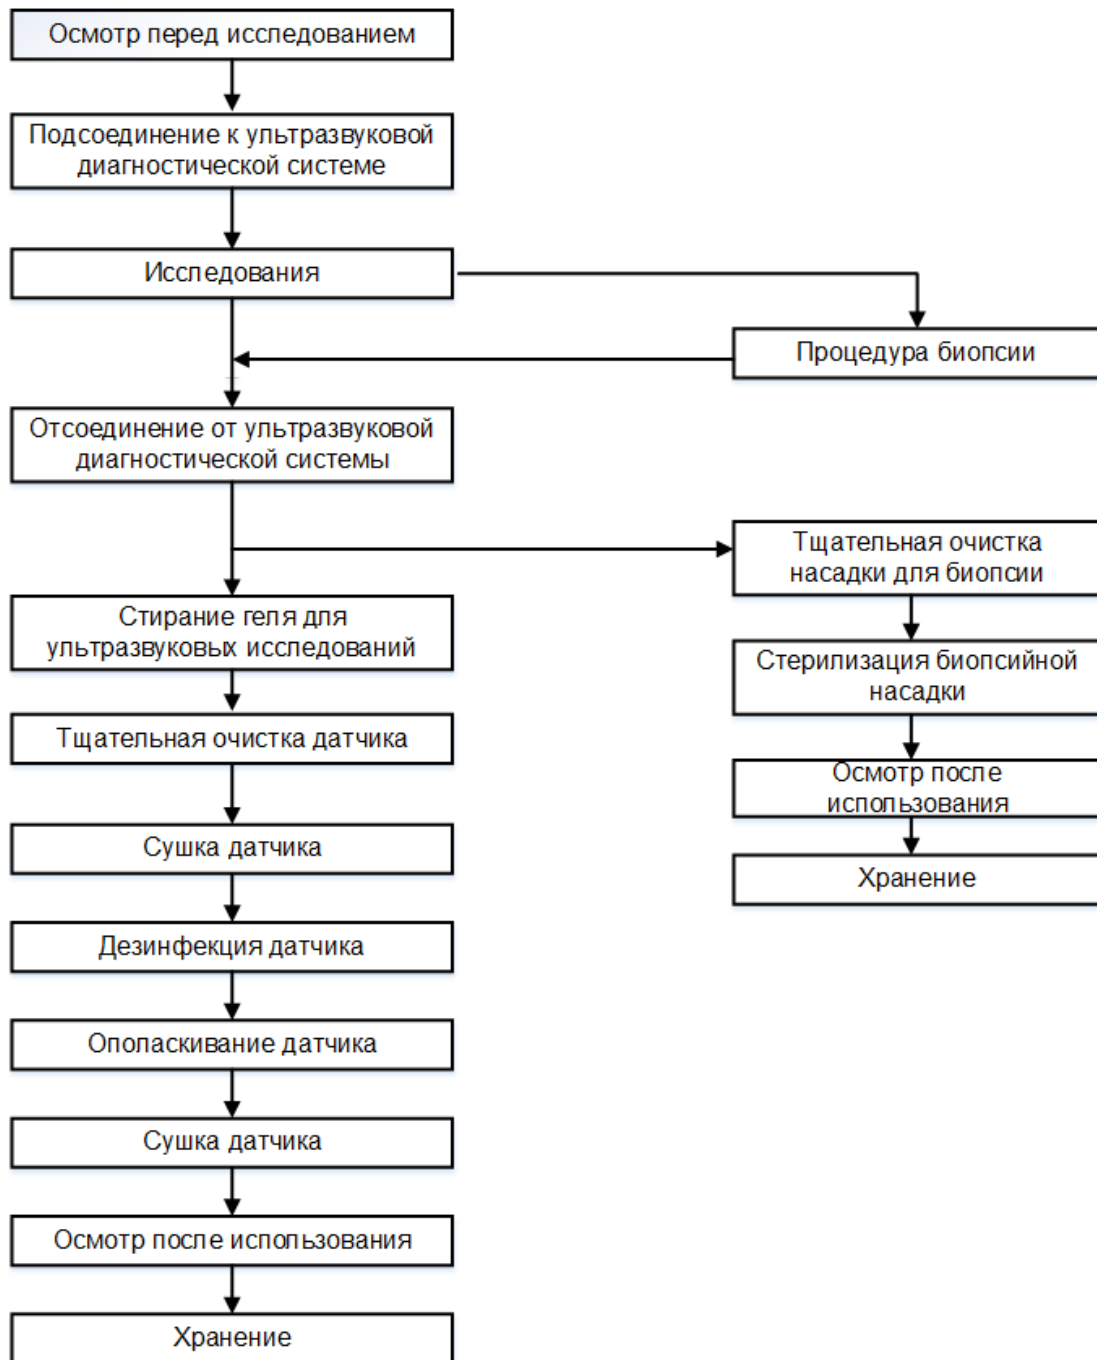 Осмотр перед исследованием
Подсоединение к ультразвуковой
диагностической системе
Исследования
Процедура биопсии
Отсоединение от ультразвуковой
диагностической системы
Тщательная очистка
насадки для биопсии
Стирание геля для
ультразвуковых исследований
Стерилизация биопсийной
насадки
Тщательная очистка датчика
Осмотр после
использования
Сушка датчика
Хранение
Дезинфекция датчика
Ополаскивание датчика
Сушка датчика
Осмотр после использования
Хранение